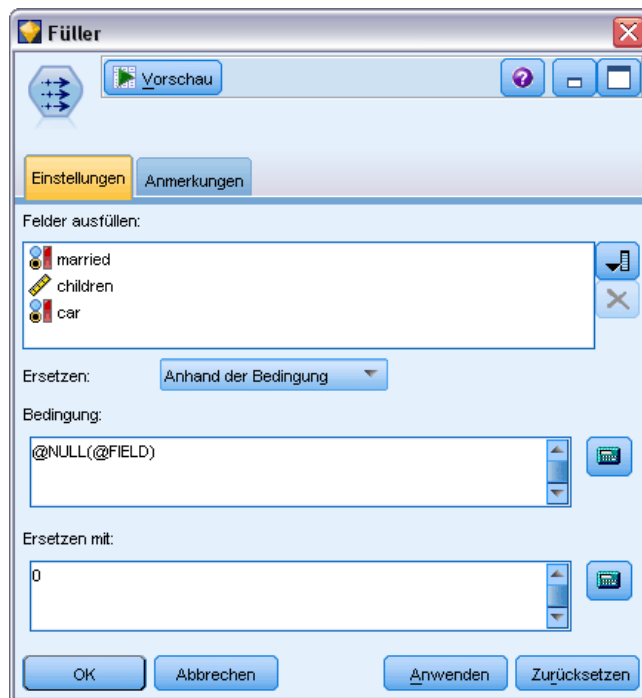 Füller
Vorschau
?
Einstellungen Anmerkungen
Felder ausfüllen:
married
children
car
Ersetzen: Anhand der Bedingung
Bedingung:
@NULL(@FIELD)
Ersetzen mit:
0
OK Abbrechen Anwenden Zurücksetzen